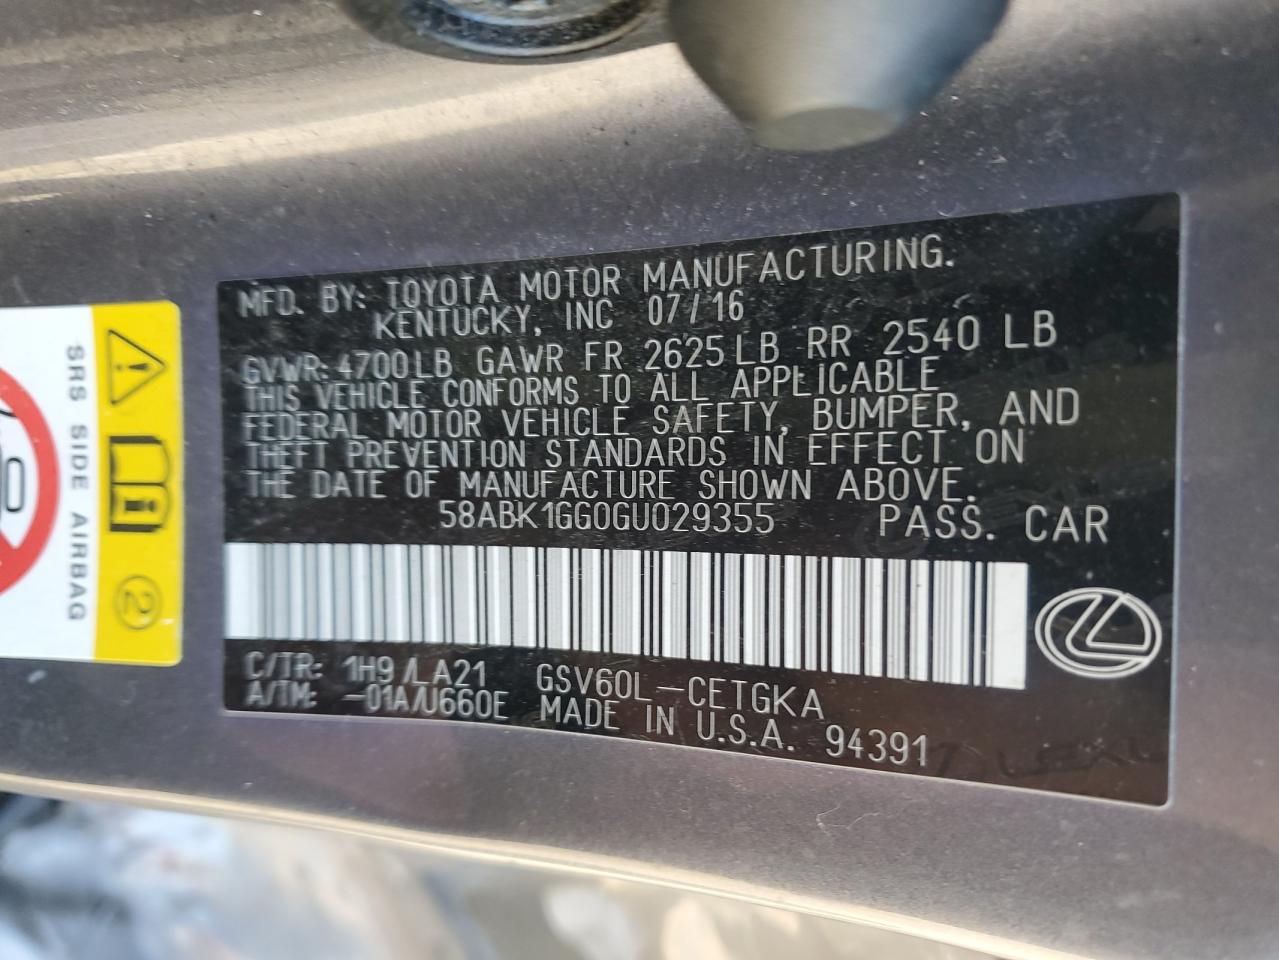 MFD. BY: TOYOTA MOTOR MANUFACTURING.
KENTUCKY, INC 07/16
GVWR: 4700LB GAWR FR 2625LB RR 2540 LB
THIS VEHICLE CONFORMS TO ALL APPLICABLE
FEDERAL MOTOR VEHICLE SAFETY, BUMPER, AND
THEFT PREVENTION STANDARDS IN EFFECT ON
THE DATE OF MANUFACTURE SHOWN ABOVE.
58ABK1GG0GU029355 PASS. CAR
C/TR: 1H9/LA21 GSV60L-CETGKA
A/TM: -01A/U660E MADE IN U.S.A. 94391
SRS SIDE AIRBAG
2